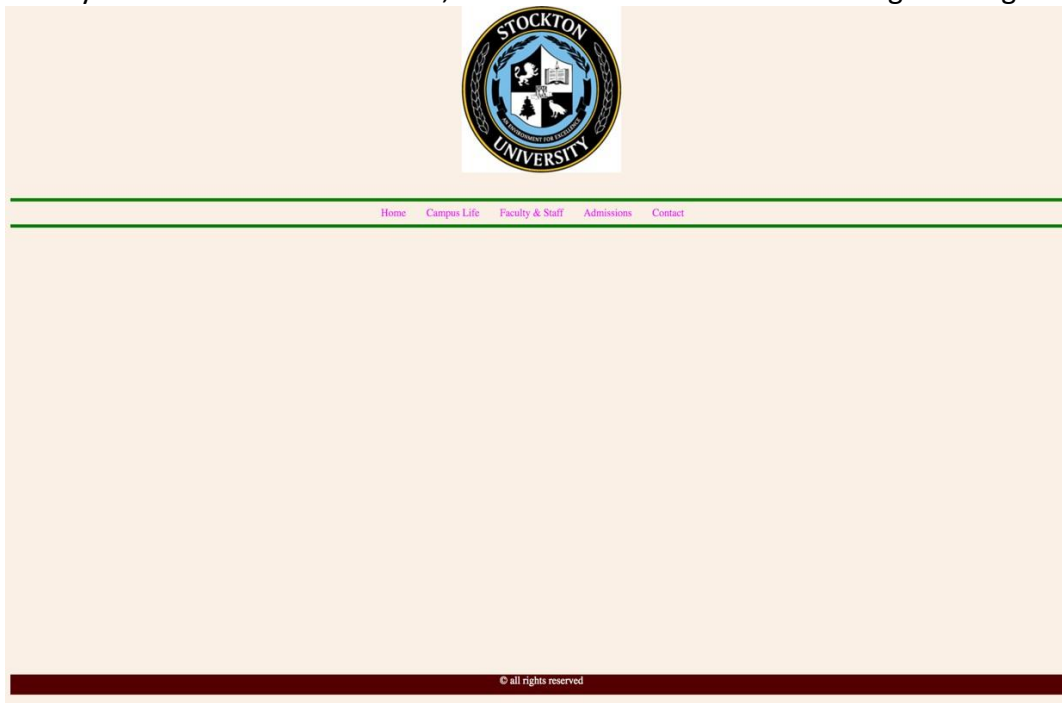 STOCKTON
AN ENVIRONMENT FOR EXCELLENCE
UNIVERSITY
Home Campus Life Faculty & Staff Admissions Contact
© all rights reserved